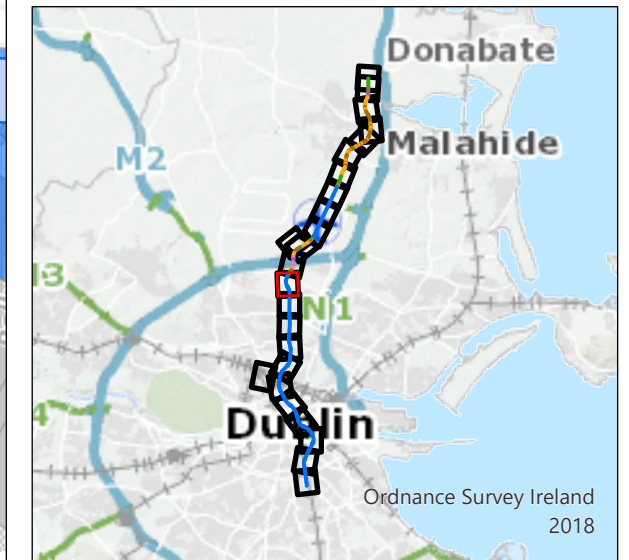 Donabate
Malahide
M2
N1
Dublin
Ordnance Survey Ireland
2018